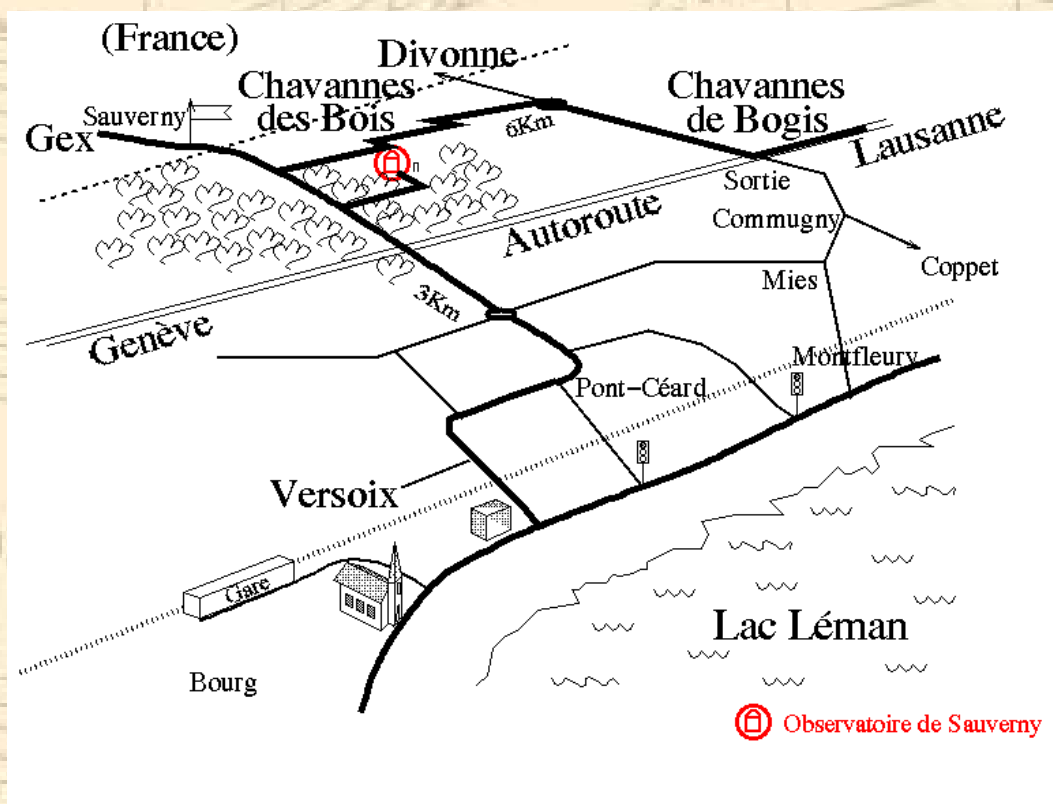 (France)
Divonne
Chavannes
des Bois
Chavannes
de Bogis
Sauverny
Gex
6Km
n
Lausanne
Sortie
Autoroute
Commugny
Coppet
Mies
3Km
Genève
Montfleury
Pont-Céard
Versoix
Gare
Lac Léman
Bourg
Observatoire de Sauverny